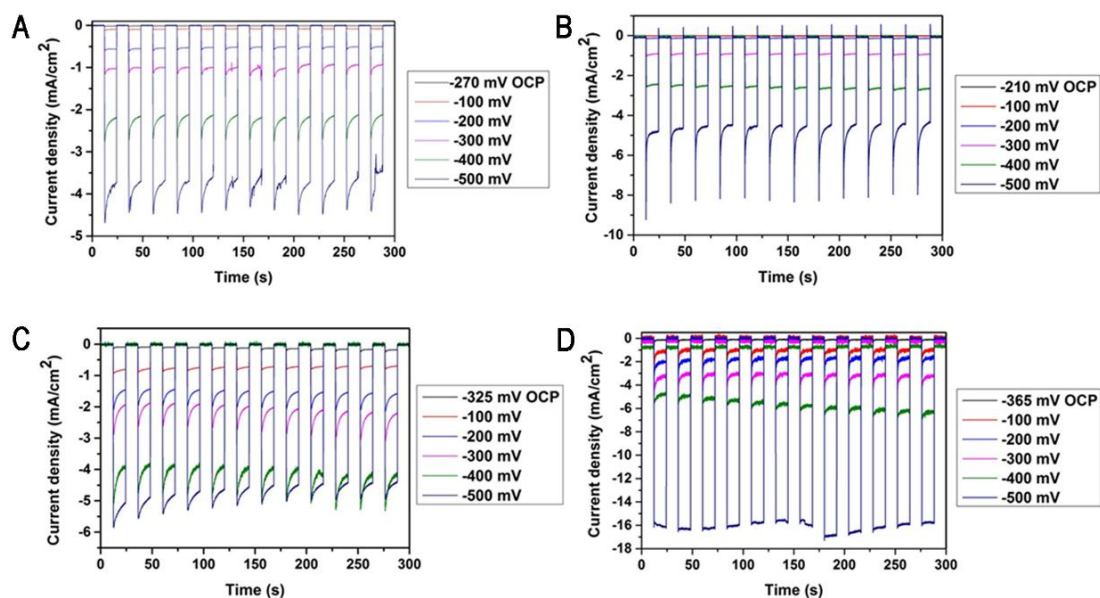 A
Current density (mA/cm²)
0
-1
-2
-3
-4
-5
0 50 100 150 200 250 300
Time (s)
-270 mV OCP
-100 mV
-200 mV
-300 mV
-400 mV
-500 mV
B
Current density (mA/cm²)
0
-2
-4
-6
-8
-10
0 50 100 150 200 250 300
Time (s)
-210 mV OCP
-100 mV
-200 mV
-300 mV
-400 mV
-500 mV
C
Current density (mA/cm²)
0
-1
-2
-3
-4
-5
-6
0 50 100 150 200 250 300
Time (s)
-325 mV OCP
-100 mV
-200 mV
-300 mV
-400 mV
-500 mV
D
Current density (mA/cm²)
0
-2
-4
-6
-8
-10
-12
-14
-16
-18
0 50 100 150 200 250 300
Time (s)
-365 mV OCP
-100 mV
-200 mV
-300 mV
-400 mV
-500 mV